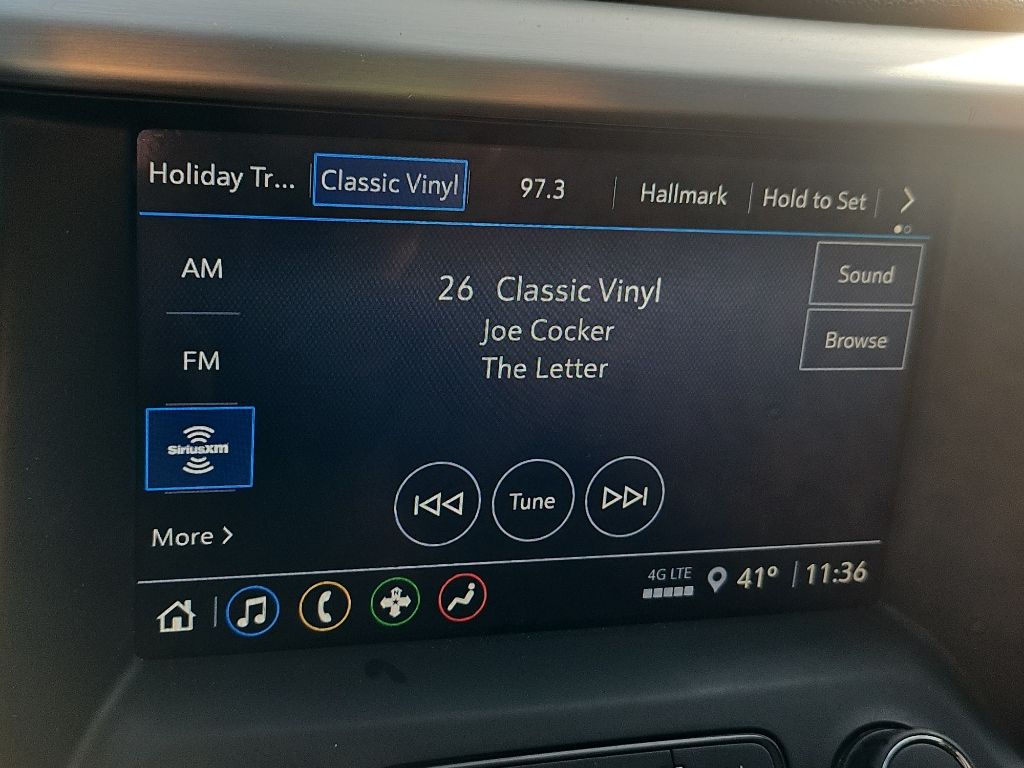 Holiday Tr... Classic Vinyl 97.3 Hallmark Hold to Set
AM
26 Classic Vinyl
Sound
Joe Cocker
Browse
FM
The Letter
SiriusXM
Tune
More
4G LTE
41° 11:36
N